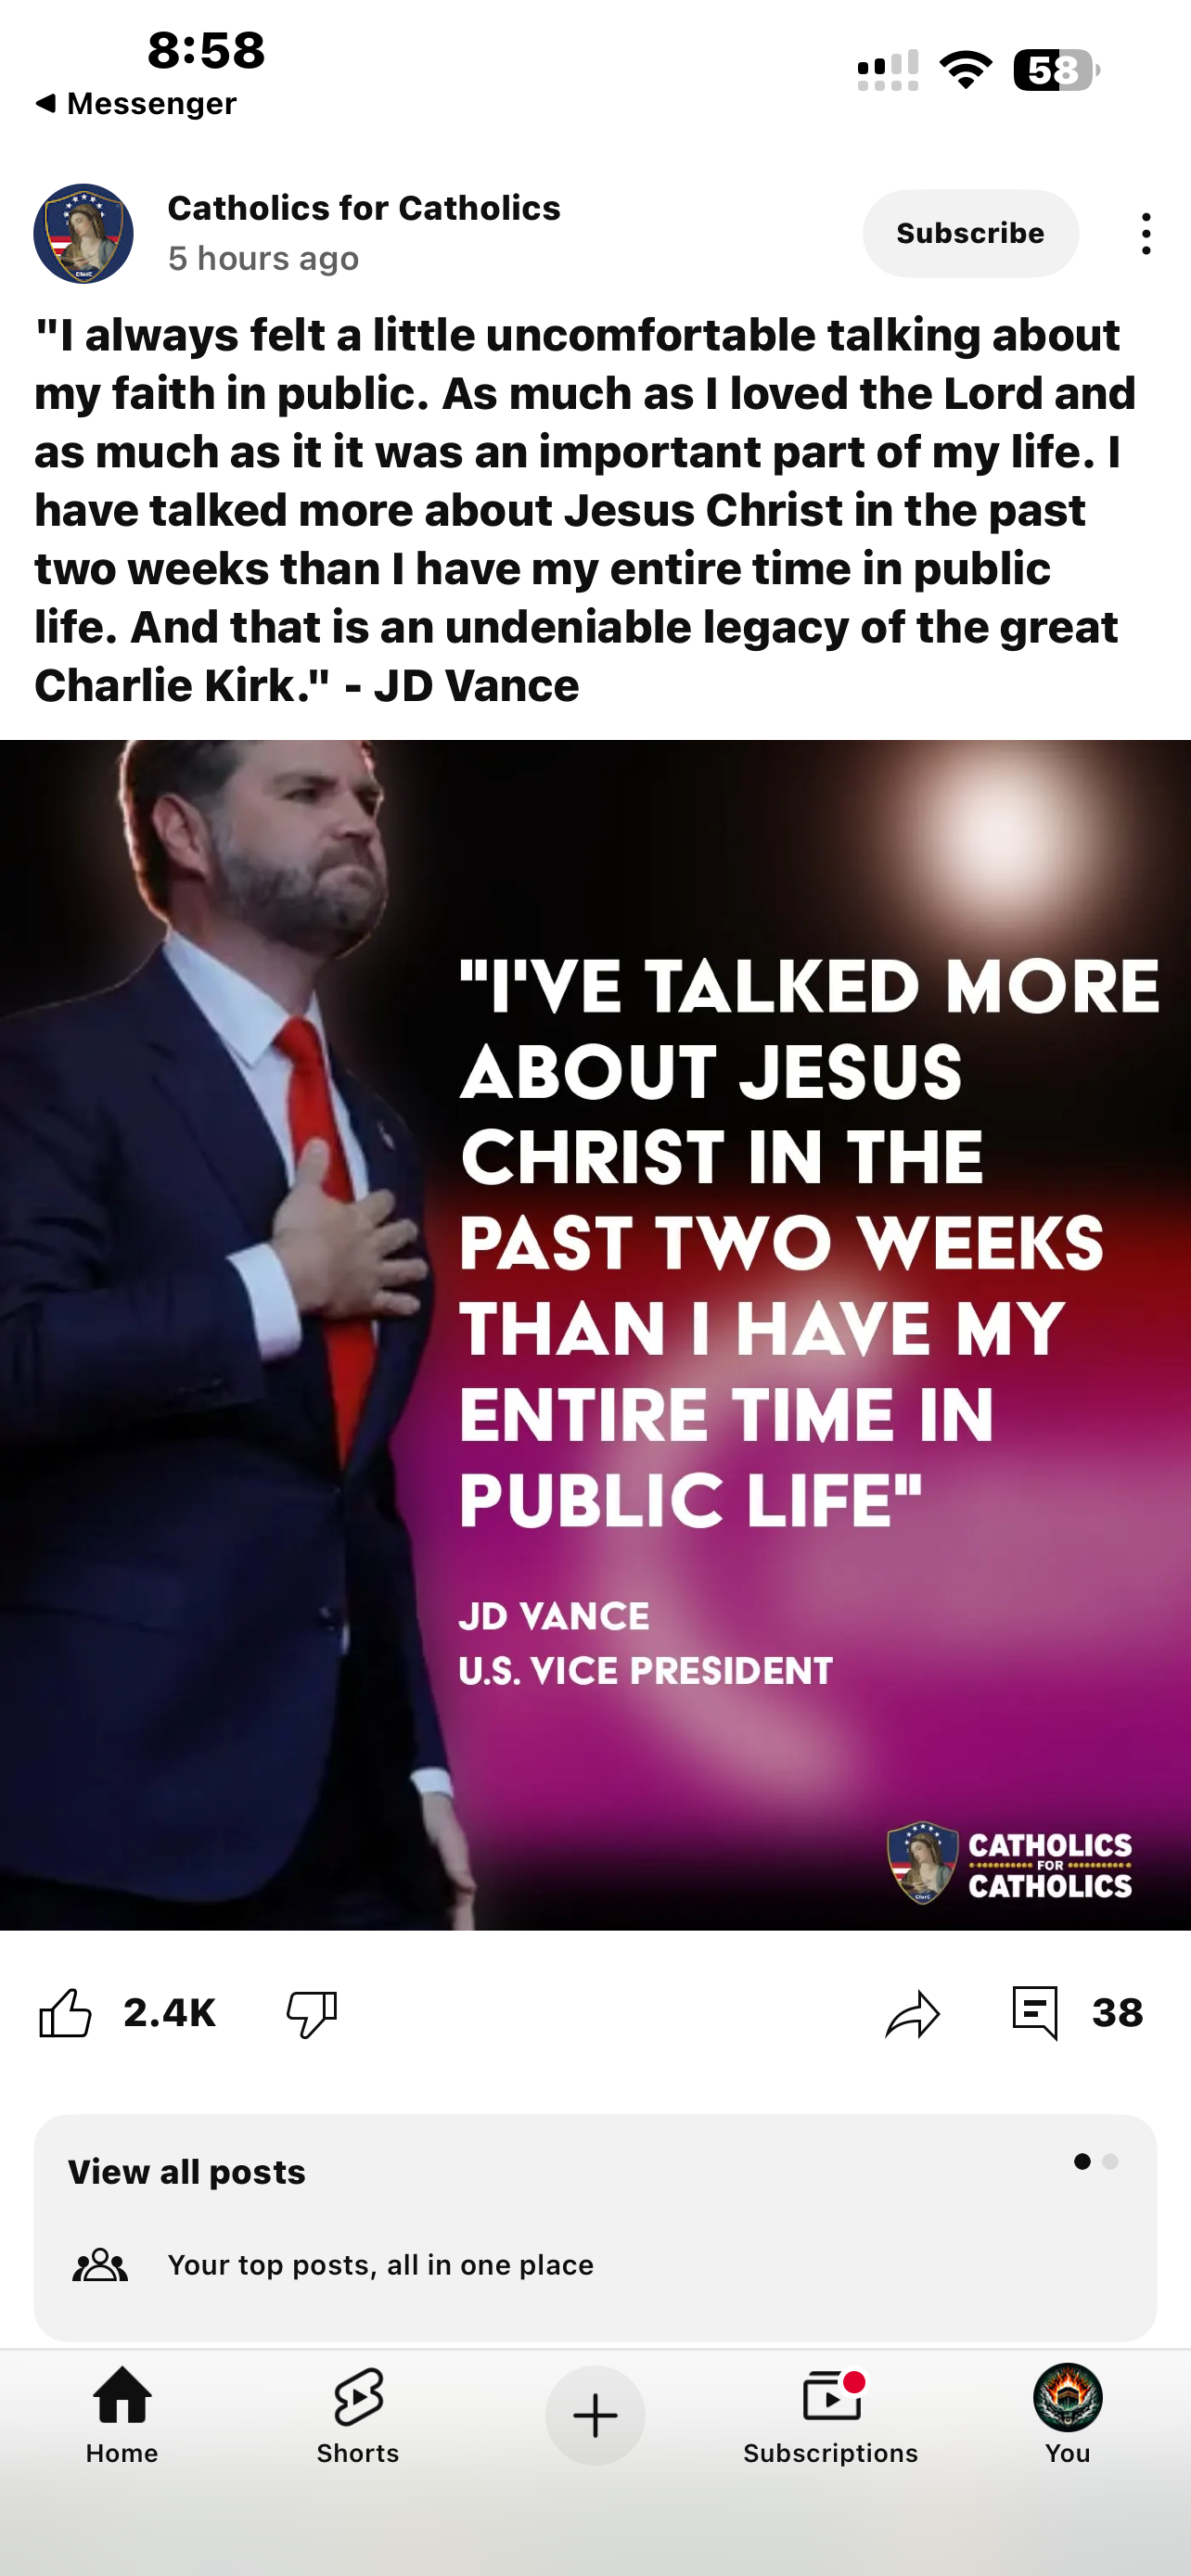 8:58
58
Messenger
Catholics for Catholics
5 hours ago
Subscribe
"I always felt a little uncomfortable talking about
my faith in public. As much as I loved the Lord and
as much as it it was an important part of my life. I
have talked more about Jesus Christ in the past
two weeks than I have my entire time in public
life. And that is an undeniable legacy of the great
Charlie Kirk." - JD Vance
"I'VE TALKED MORE
ABOUT JESUS
CHRIST IN THE
PAST TWO WEEKS
THAN I HAVE MY
ENTIRE TIME IN
PUBLIC LIFE"
JD VANCE
U.S. VICE PRESIDENT
CATHOLICS
FOR
CATHOLICS
2.4K
38
View all posts
Your top posts, all in one place
Home
Shorts
Subscriptions
You